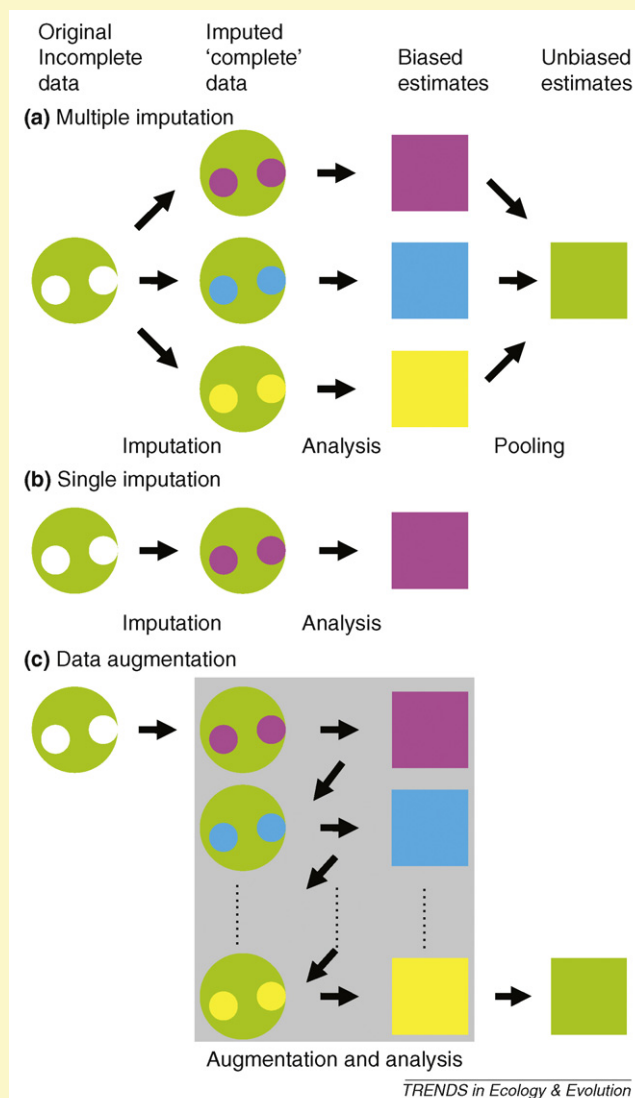 Original Incomplete data
Imputed 'complete' data
Biased estimates
Unbiased estimates
(a) Multiple imputation
Imputation
Analysis
Pooling
(b) Single imputation
Imputation
Analysis
(c) Data augmentation
Augmentation and analysis
TRENDS in Ecology & Evolution